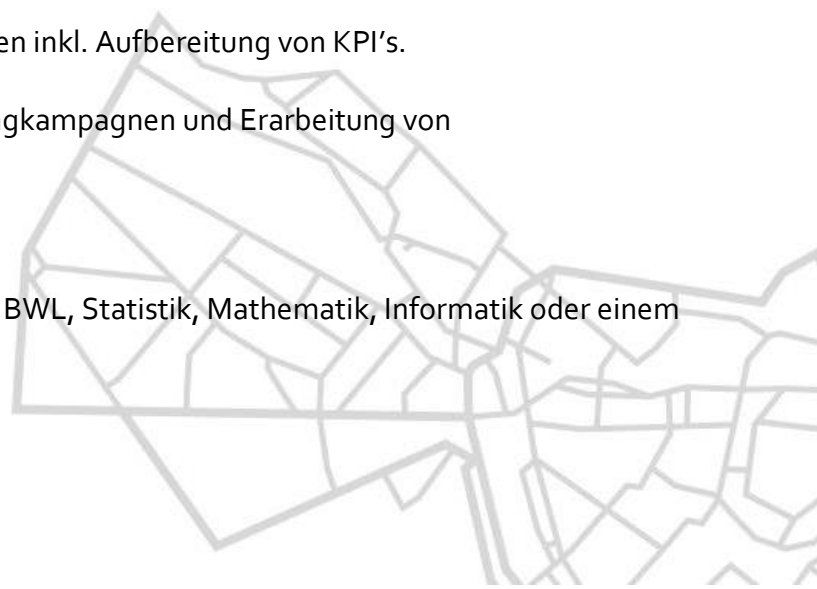 en inkl. Aufbereitung von KPI's.
gkampagnen und Erarbeitung von
BWL, Statistik, Mathematik, Informatik oder einem